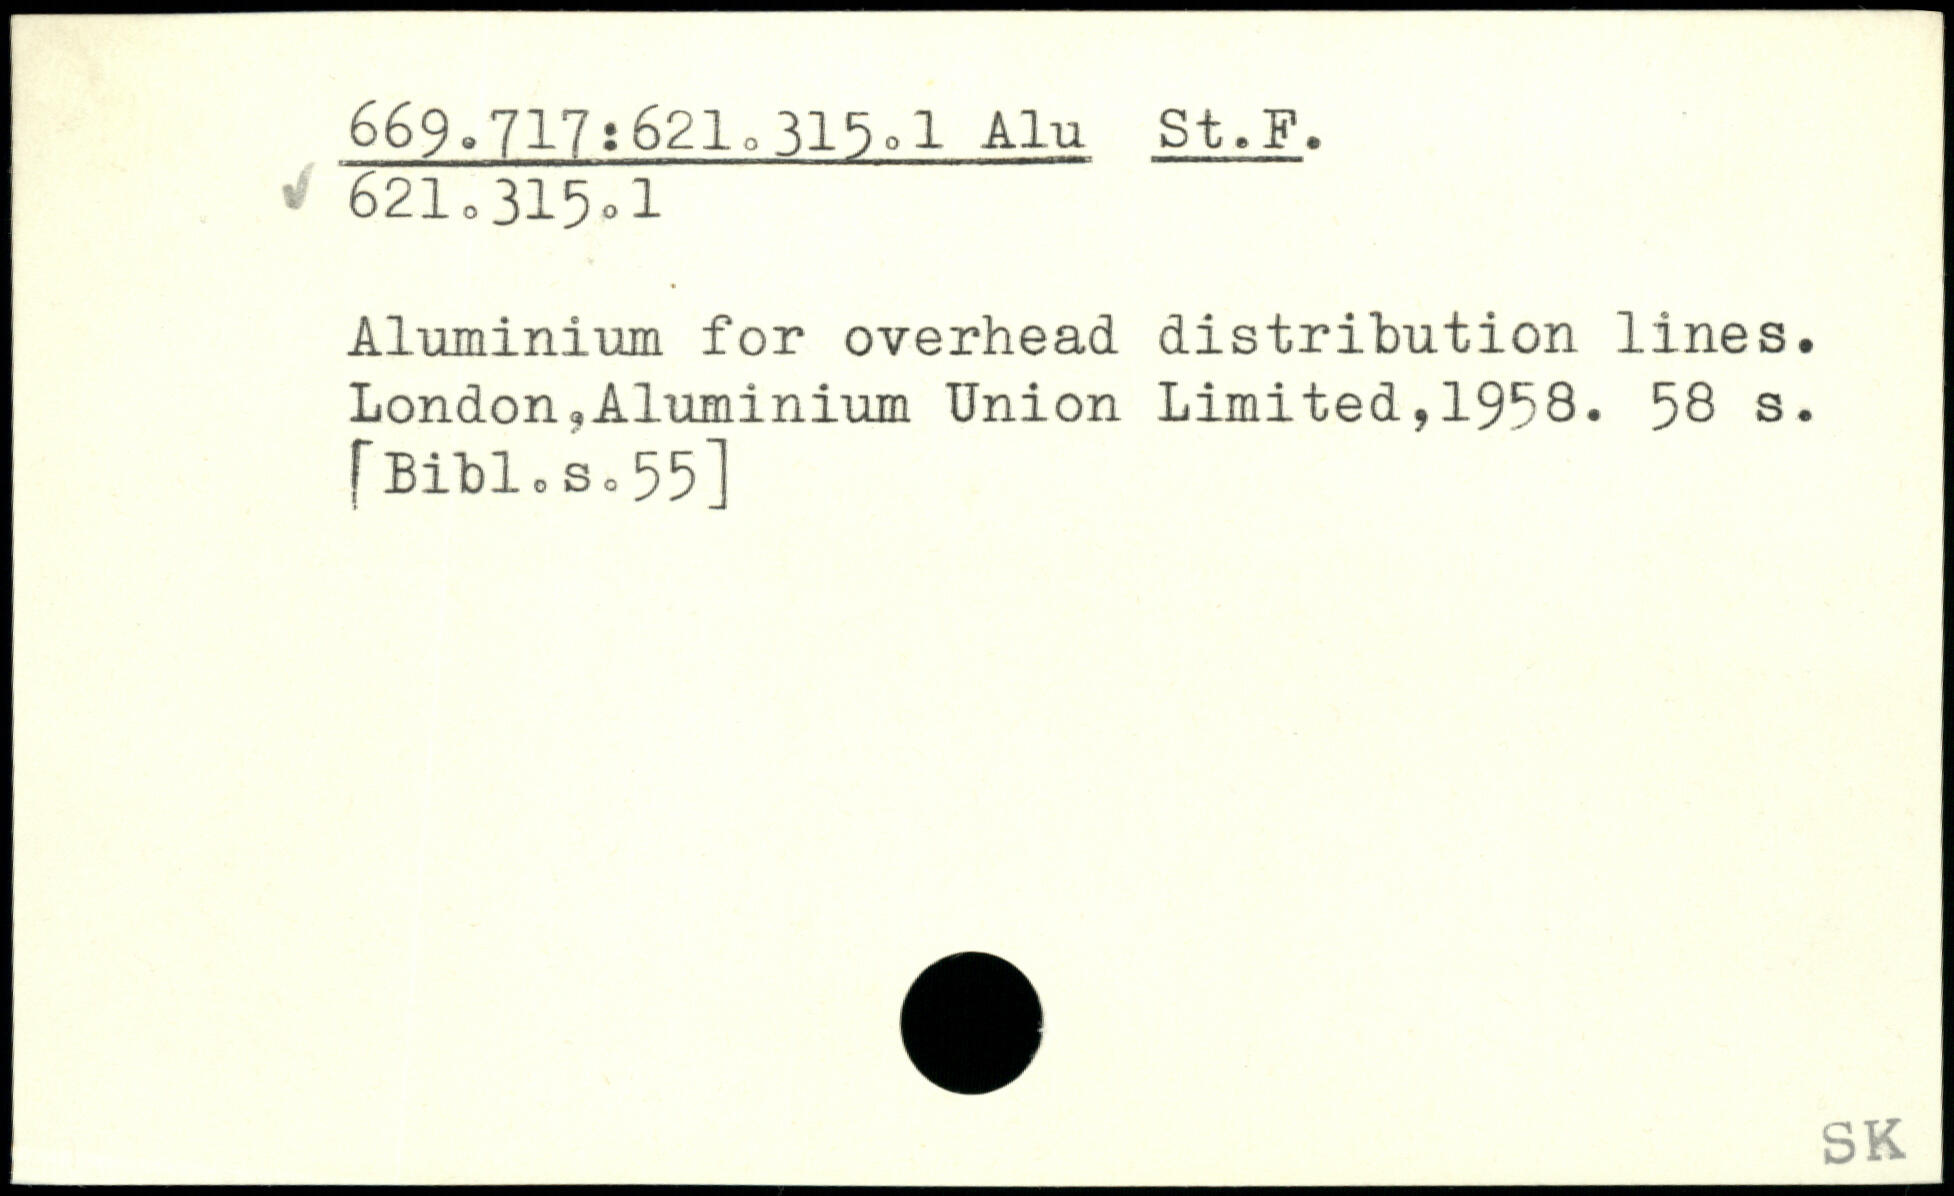 669.717:621.315.1 Alu St.F.
✓ 621.315.1
Aluminium for overhead distribution lines.
London,Aluminium Union Limited,1958. 58 s.
[Bibl.s.55]
SK